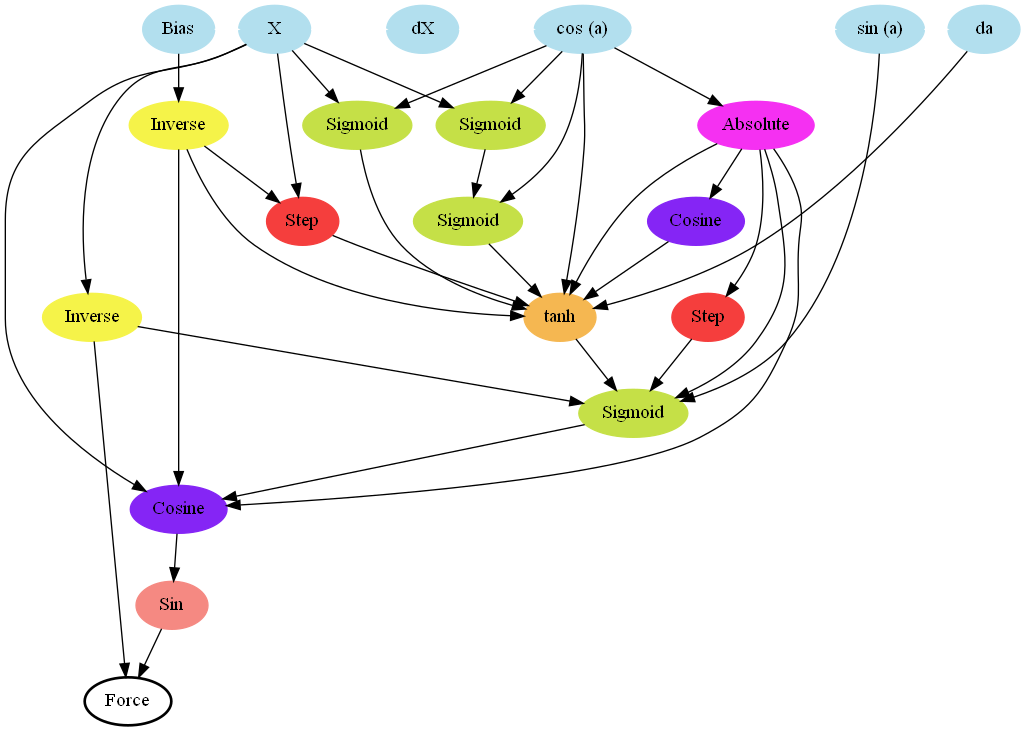 Bias
X
dX
cos (a)
sin (a)
da
Inverse
Sigmoid
Sigmoid
Absolute
Step
Sigmoid
Cosine
Inverse
tanh
Step
Sigmoid
Cosine
Sin
Force